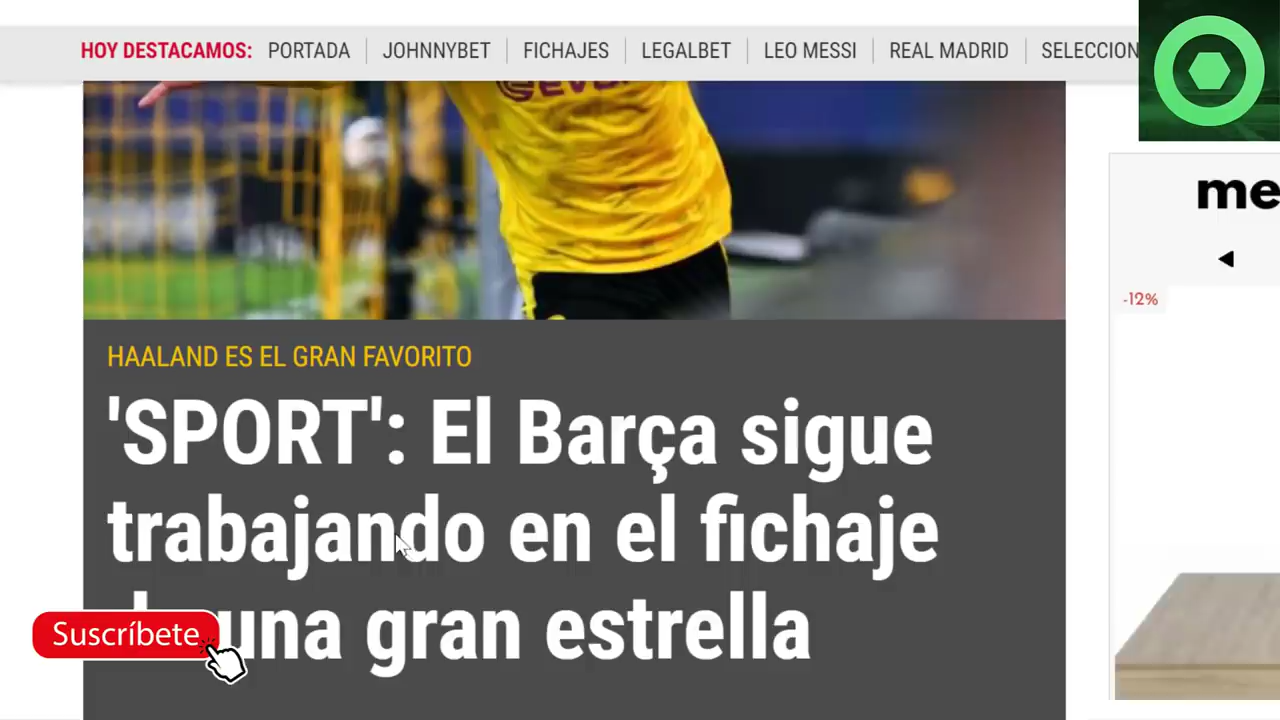 HOY DESTACAMOS: PORTADA JOHNNYBET FICHAJES LEGALBET LEO MESSI REAL MADRID SELECCION
me
-12%
HAALAND ES EL GRAN FAVORITO
'SPORT': El Barça sigue
trabajando en el fichaje
una gran estrella
Suscríbete